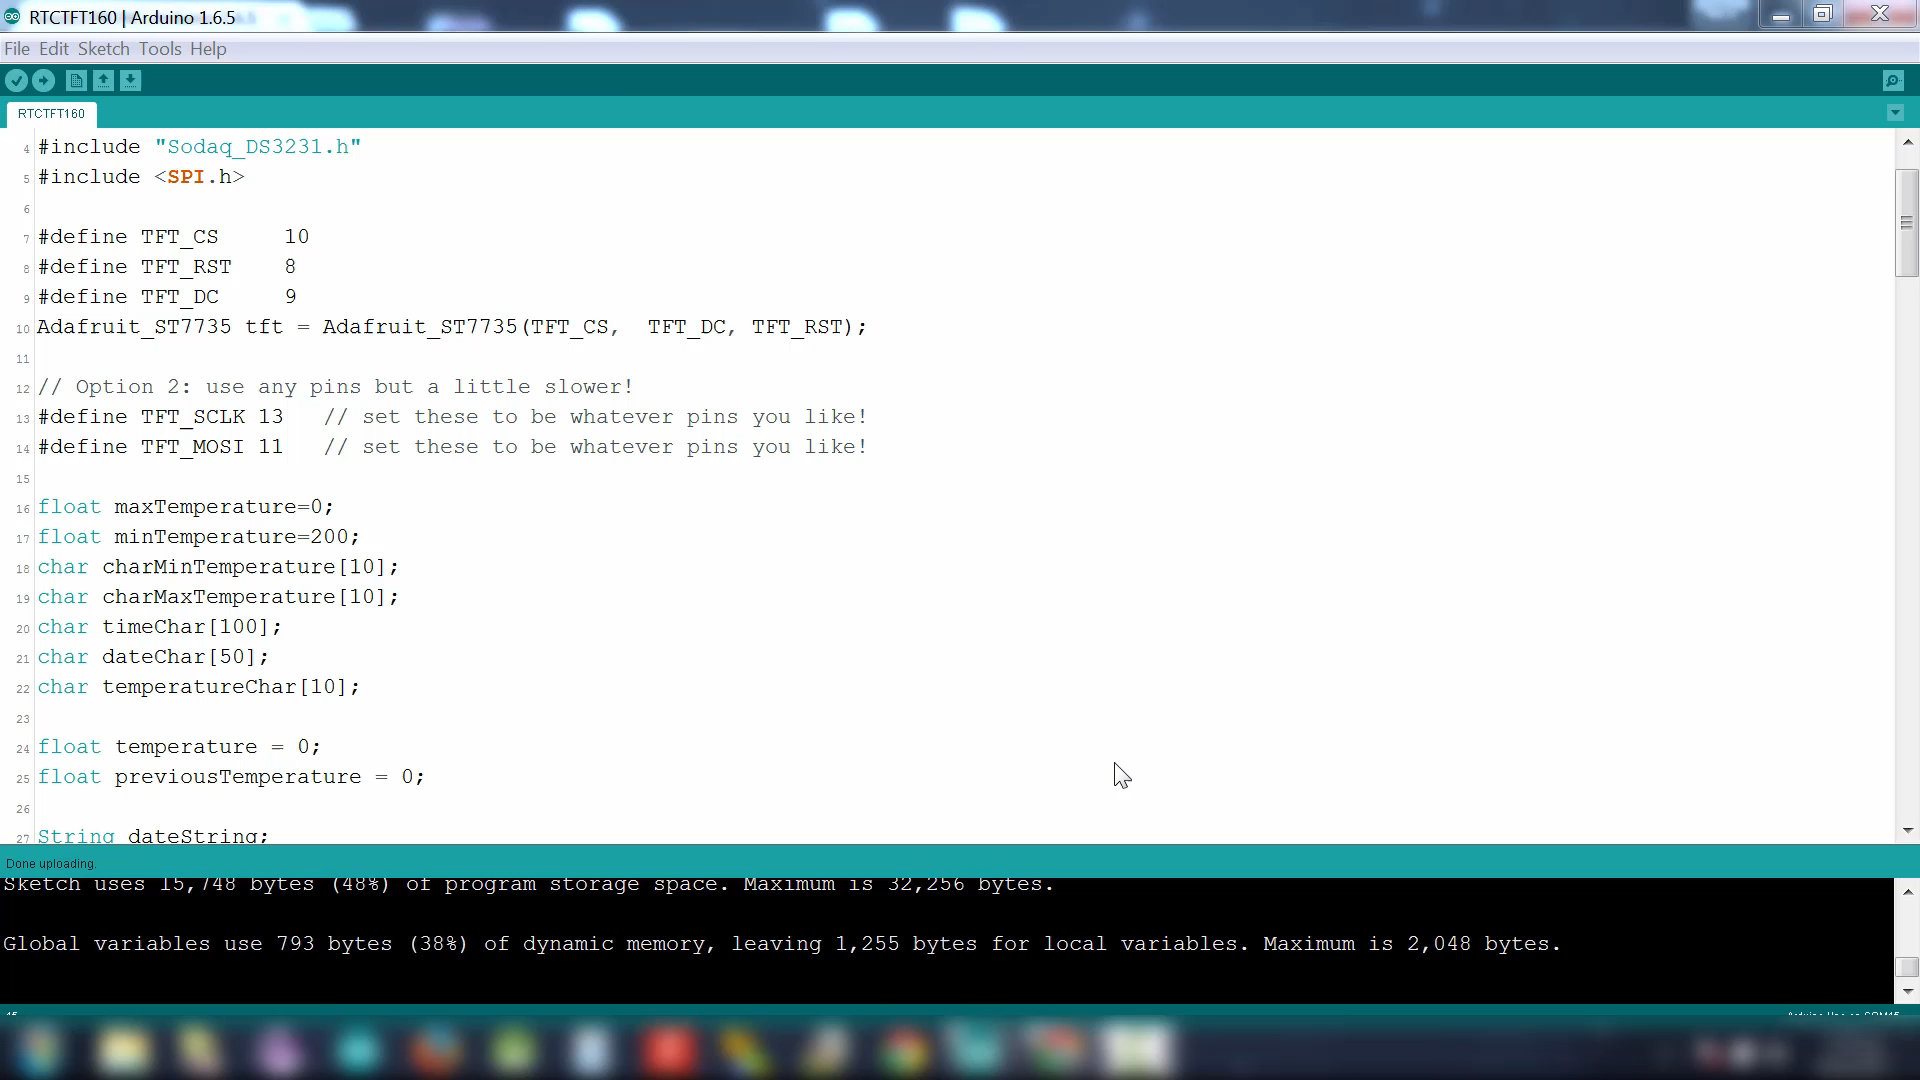 RTCTFT160 | Arduino 1.6.5
File Edit Sketch Tools Help
RTCTFT160
4 #include "Sodaq_DS3231.h"
5 #include <SPI.h>
6
7 #define TFT_CS     10
8 #define TFT_RST    8
9 #define TFT_DC     9
10 Adafruit_ST7735 tft = Adafruit_ST7735(TFT_CS,  TFT_DC, TFT_RST);
11
12 // Option 2: use any pins but a little slower!
13 #define TFT_SCLK 13   // set these to be whatever pins you like!
14 #define TFT_MOSI 11   // set these to be whatever pins you like!
15
16 float maxTemperature=0;
17 float minTemperature=200;
18 char charMinTemperature[10];
19 char charMaxTemperature[10];
20 char timeChar[100];
21 char dateChar[50];
22 char temperatureChar[10];
23
24 float temperature = 0;
25 float previousTemperature = 0;
26
27 String dateString;
Done uploading.
Sketch uses 15,748 bytes (48%) of program storage space. Maximum is 32,256 bytes.
Global variables use 793 bytes (38%) of dynamic memory, leaving 1,255 bytes for local variables. Maximum is 2,048 bytes.